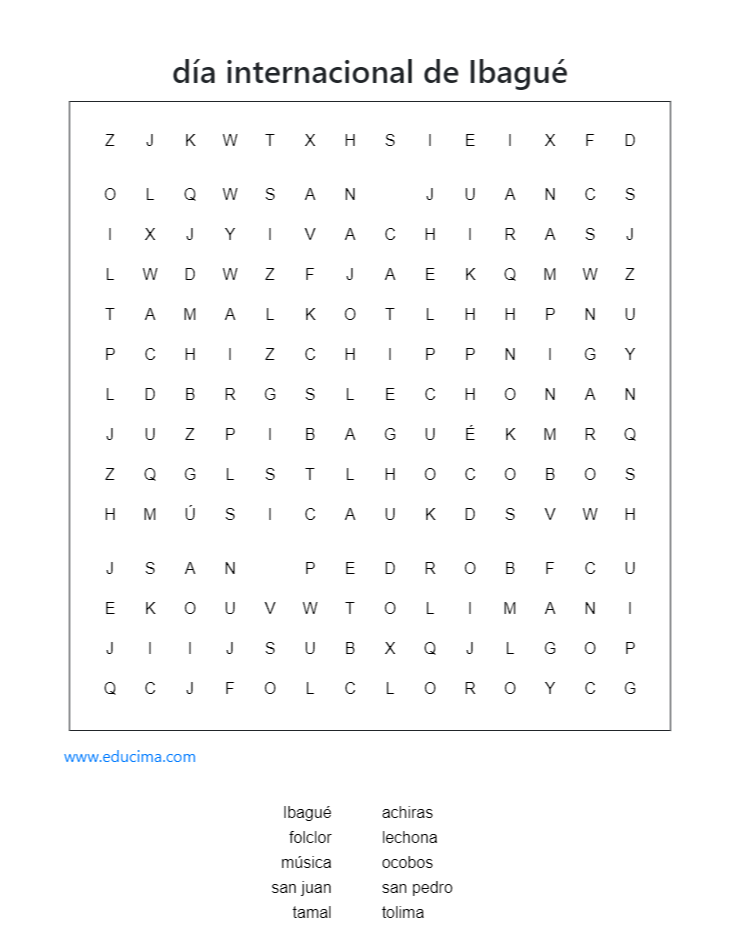 día internacional de Ibagué
Z J K W T X H S I E I X F D
O L Q W S A N J U A N C S
I X J Y I V A C H I R A S J
L W D W Z F J A E K Q M W Z
T A M A L K O T L H H P N U
P C H I Z C H I P P N I G Y
L D B R G S L E C H O N A N
J U Z P I B A G U É K M R Q
Z Q G L S T L H O C O B O S
H M Ú S I C A U K D S V W H
J S A N P E D R O B F C U
E K O U V W T O L I M A N I
J I I J S U B X Q J L G O P
Q C J F O L C L O R O Y C G
www.educima.com
Ibagué achiras
folclor lechona
música ocobos
san juan san pedro
tamal tolima